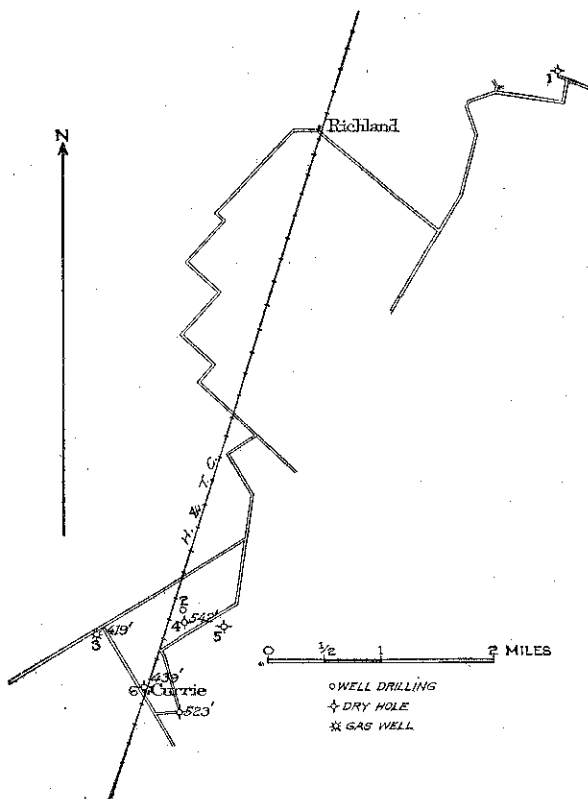 1
Richland
N
H. & T. C.
2
4 542'
419'
3
5
439'
6 Currie
523'
0 1/2 1 2 MILES
WELL DRILLING
DRY HOLE
GAS WELL